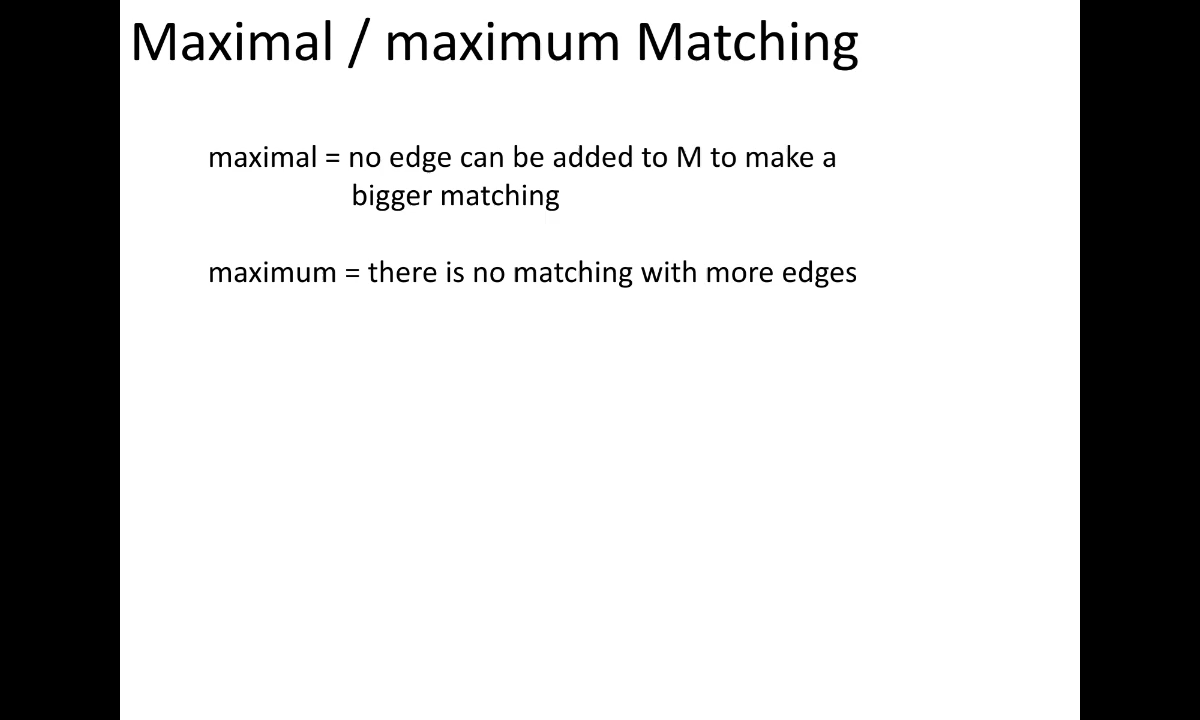 Maximal / maximum Matching
maximal = no edge can be added to M to make a
bigger matching
maximum = there is no matching with more edges